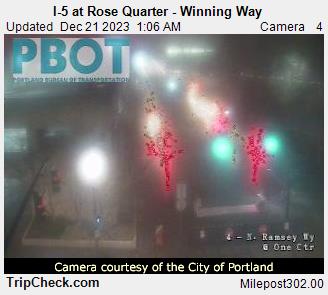 I-5 at Rose Quarter - Winning Way
Updated Dec 21 2023 1:06 AM Camera 4
PBOT
PORTLAND BUREAU OF TRANSPORTATION
4 - N. Ramsey Wy
@ One Ctr
Camera courtesy of the City of Portland
TripCheck.com Milepost302.00